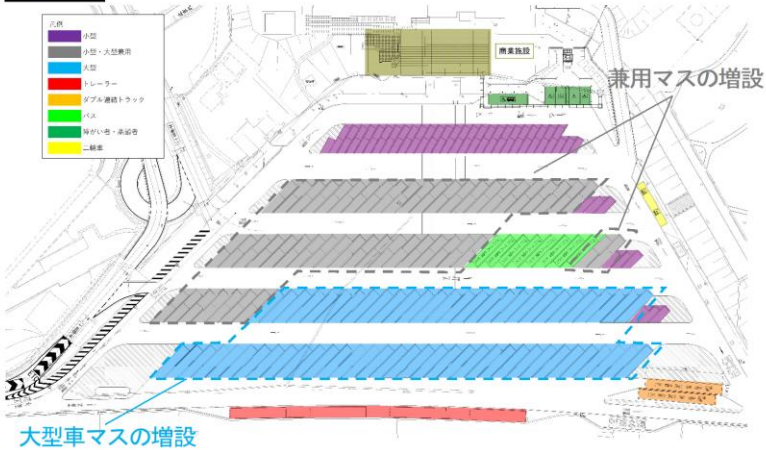 凡例
小型
小型・大型兼用
大型
トレーラー
ダブル連結トラック
バス
障がい者・高齢者
二輪車
商業施設
兼用マスの増設
大型車マスの増設